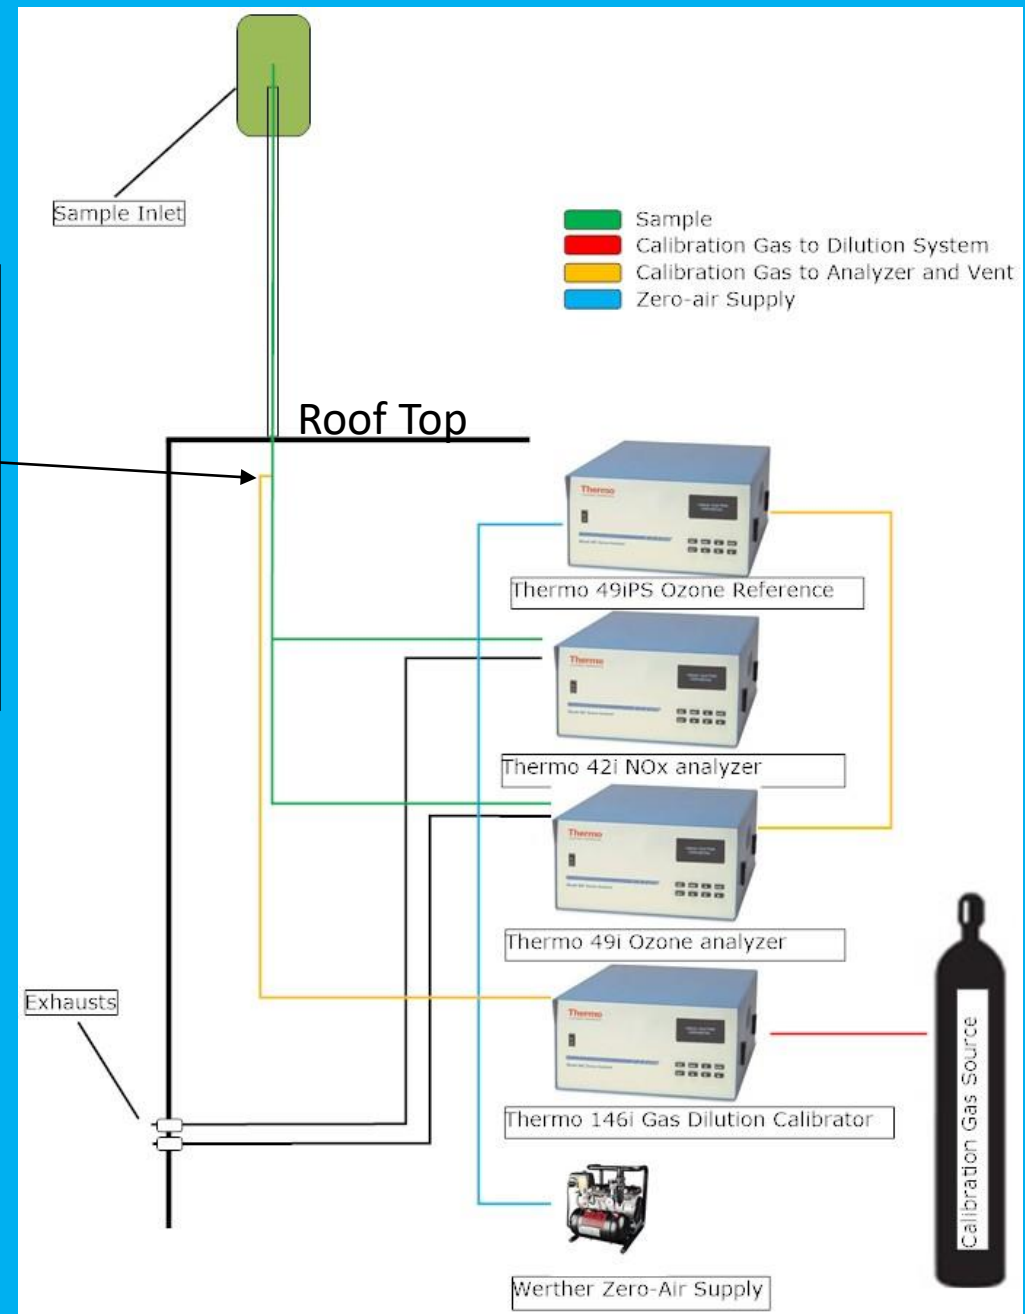 Sample Inlet
Sample
Calibration Gas to Dilution System
Calibration Gas to Analyzer and Vent
Zero-air Supply
Roof Top
Thermo
Thermo 49iPS Ozone Reference
Thermo
Thermo 42i NOx analyzer
Thermo
Thermo 49i Ozone analyzer
Exhausts
Thermo
Thermo 146i Gas Dilution Calibrator
Calibration Gas Source
Werther Zero-Air Supply